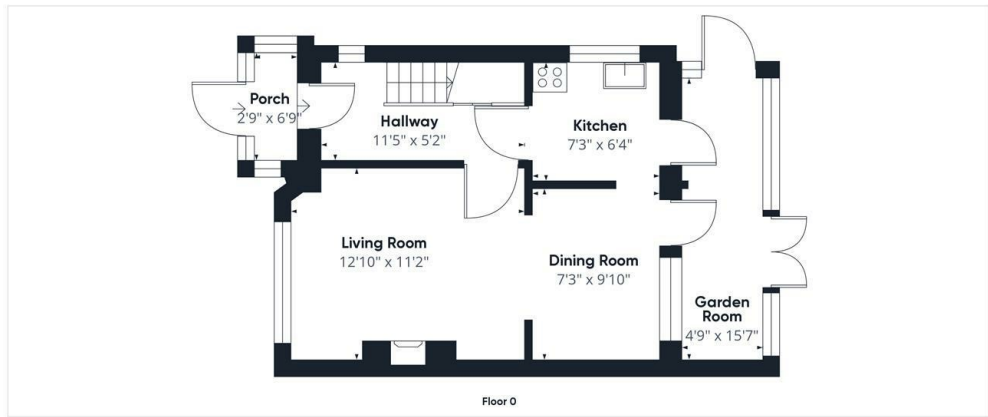 Porch
2'9" x 6'9"
Hallway
11'5" x 5'2"
Kitchen
7'3" x 6'4"
Living Room
12'10" x 11'2"
Dining Room
7'3" x 9'10"
Garden
Room
4'9" x 15'7"
Floor 0